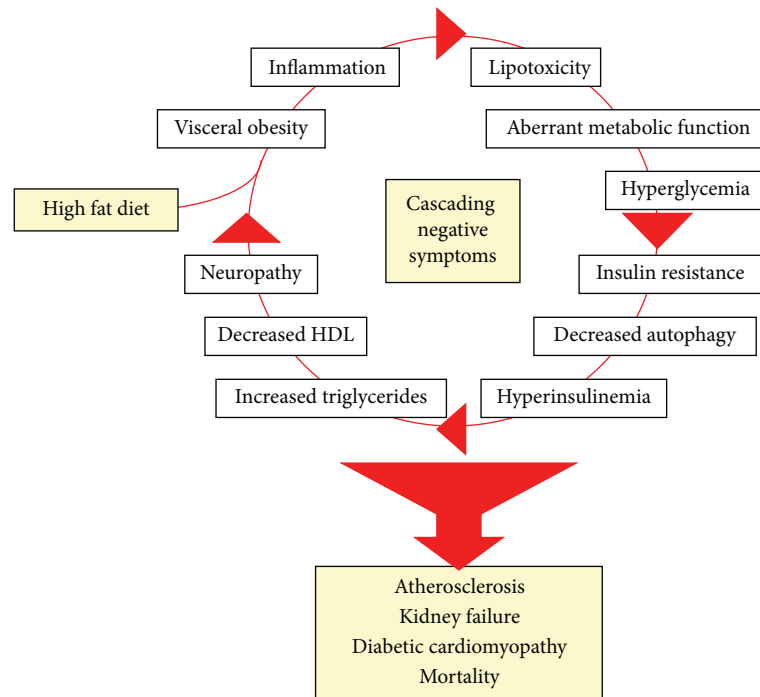 Inflammation
Lipotoxicity
Visceral obesity
Aberrant metabolic function
High fat diet
Hyperglycemia
Cascading
negative
symptoms
Neuropathy
Insulin resistance
Decreased HDL
Decreased autophagy
Increased triglycerides
Hyperinsulinemia
Atherosclerosis
Kidney failure
Diabetic cardiomyopathy
Mortality